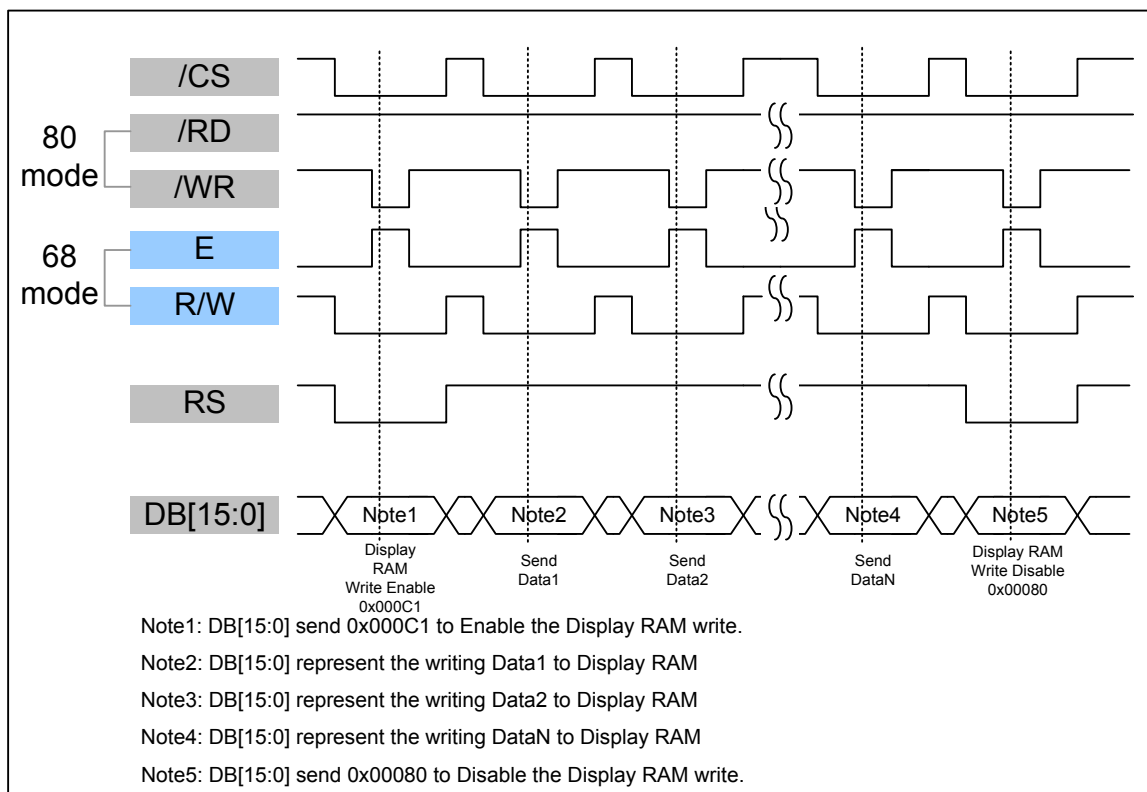 /CS
80
mode
/RD
/WR
68
mode
E
R/W
RS
DB[15:0]
Note1
Note2
Note3
Note4
Note5
Display
RAM
Write Enable
0x000C1
Send
Data1
Send
Data2
Send
DataN
Display RAM
Write Disable
0x00080
Note1: DB[15:0] send 0x000C1 to Enable the Display RAM write.
Note2: DB[15:0] represent the writing Data1 to Display RAM
Note3: DB[15:0] represent the writing Data2 to Display RAM
Note4: DB[15:0] represent the writing DataN to Display RAM
Note5: DB[15:0] send 0x00080 to Disable the Display RAM write.